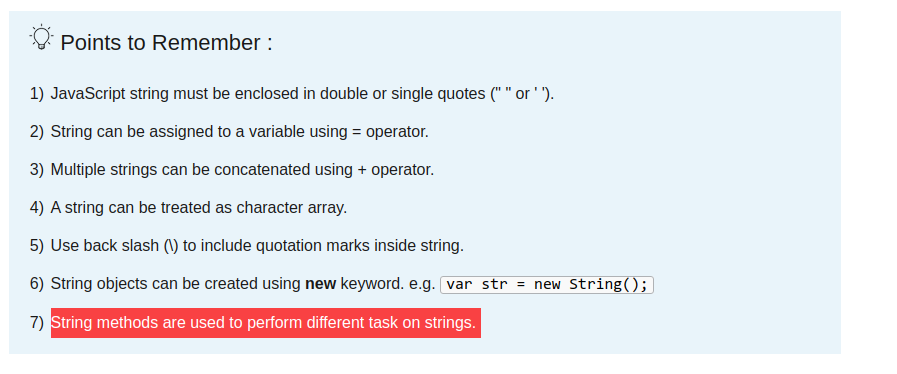 Points to Remember :
1) JavaScript string must be enclosed in double or single quotes (" " or ' ').
2) String can be assigned to a variable using = operator.
3) Multiple strings can be concatenated using + operator.
4) A string can be treated as character array.
5) Use back slash (\) to include quotation marks inside string.
6) String objects can be created using new keyword. e.g. var str = new String();
7) String methods are used to perform different task on strings.